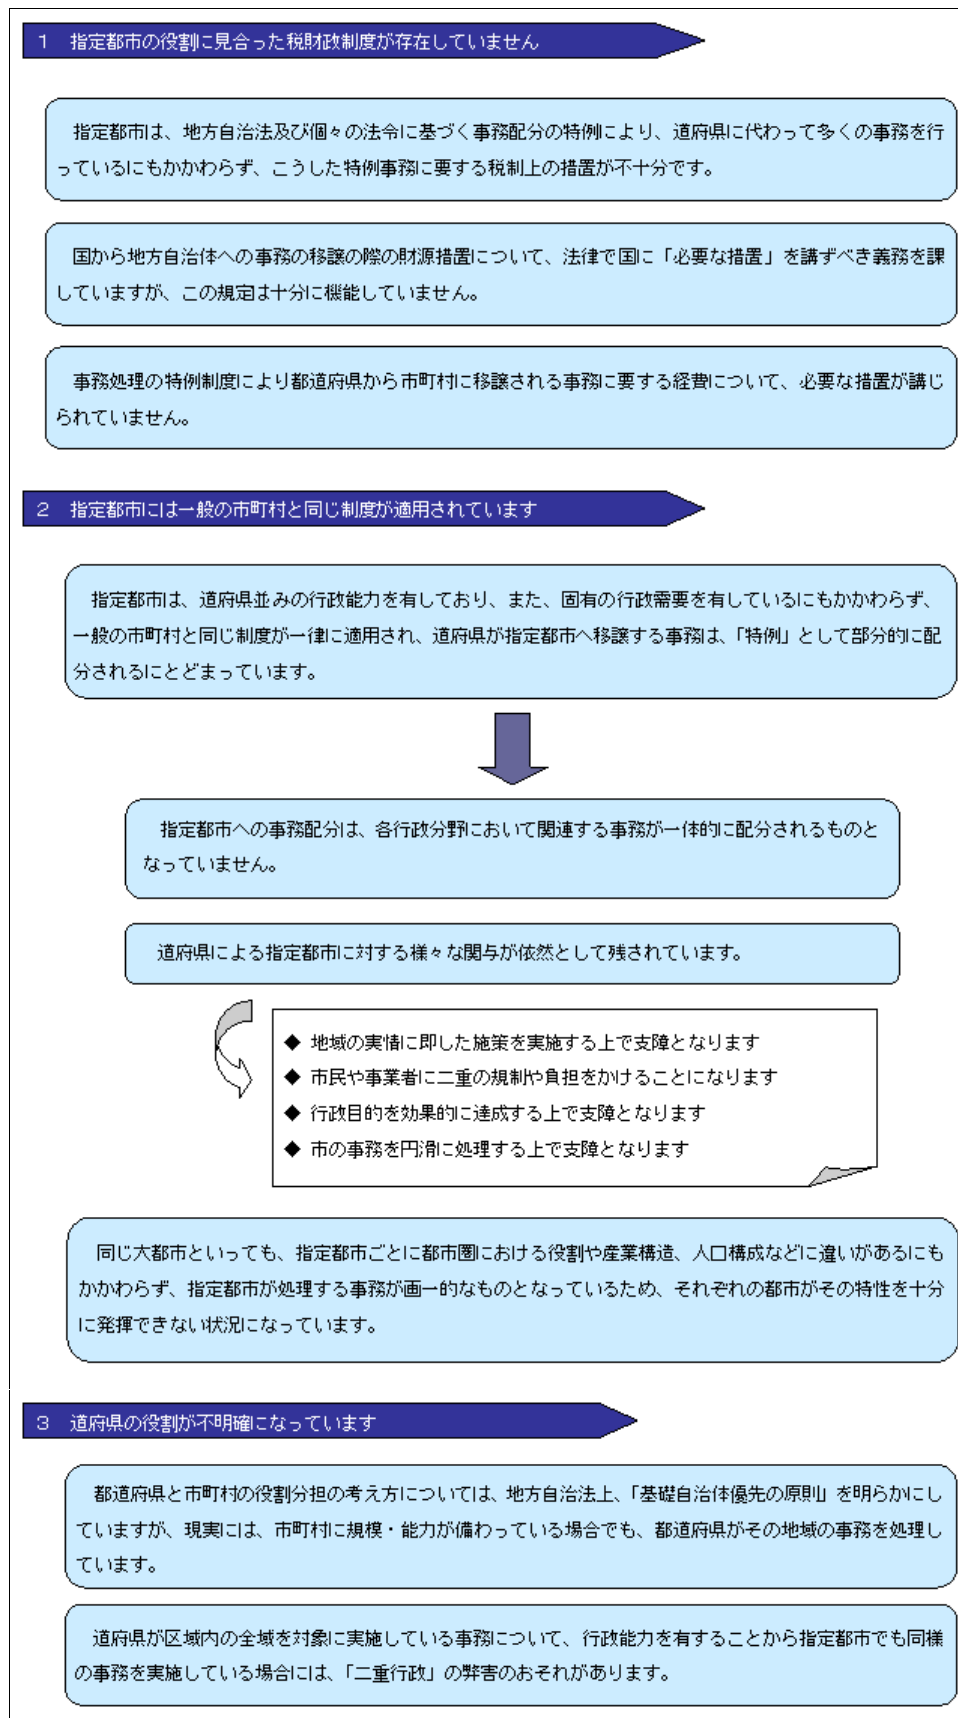 1 指定都市の役割に見合った税財政制度が存在していません
指定都市は、地方自治法及び個々の法令に基づく事務配分の特例により、道府県に代わって多くの事務を行
っているにもかかわらず、こうした特例事務に要する税制上の措置が不十分です。
国から地方自治体への事務の移譲の際の財源措置について、法律で国に「必要な措置」を講ずべき義務を課
していますが、この規定は十分に機能していません。
事務処理の特例制度により都道府県から市町村に移譲される事務に要する経費について、必要な措置が講じ
られていません。
2 指定都市には一般の市町村と同じ制度が適用されています
指定都市は、道府県並みの行政能力を有しており、また、固有の行政需要を有しているにもかかわらず、
一般の市町村と同じ制度が一律に適用され、道府県が指定都市へ移譲する事務は、「特例」として部分的に配
分されるにとどまっています。
指定都市への事務配分は、各行政分野において関連する事務が一体的に配分されるものと
なっていません。
道府県による指定都市に対する様々な関与が依然として残されています。
◆ 地域の実情に即した施策を実施する上で支障となります
◆ 市民や事業者に二重の規制や負担をかけることになります
◆ 行政目的を効果的に達成する上で支障となります
◆ 市の事務を円滑に処理する上で支障となります
同じ大都市といっても、指定都市ごとに都市圏における役割や産業構造、人口構成などに違いがあるにも
かかわらず、指定都市が処理する事務が画一的なものとなっているため、それぞれの都市がその特性を十分
に発揮できない状況になっています。
3 道府県の役割が不明確になっています
都道府県と市町村の役割分担の考え方については、地方自治法上、「基礎自治体優先の原則」を明らかにし
ていますが、現実には、市町村に規模・能力が備わっている場合でも、都道府県がその地域の事務を処理し
ています。
道府県が区域内の全域を対象に実施している事務について、行政能力を有することから指定都市でも同様
の事務を実施している場合には、「二重行政」の弊害のおそれがあります。